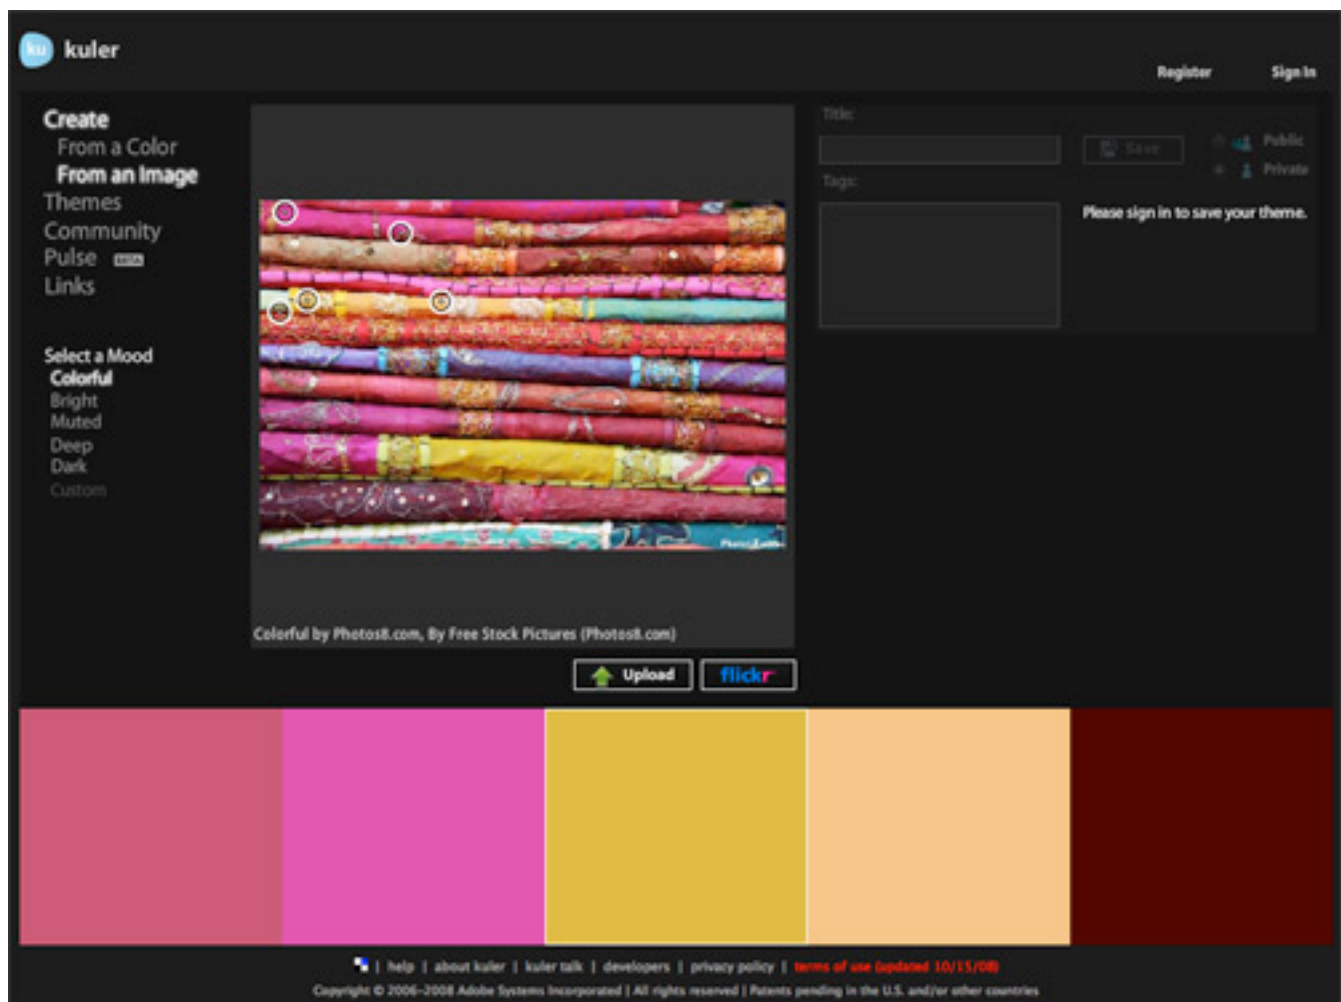 ku kuler
Register Sign In
Create
From a Color
From an Image
Themes
Community
Pulse BETA
Links
Select a Mood
Colorful
Bright
Muted
Deep
Dark
Custom
Colorful by Photos8.com, By Free Stock Pictures (Photos8.com)
Upload flickr
Title:
Save
Public
Private
Tags:
Please sign in to save your theme.
| help | about kuler | kuler talk | developers | privacy policy | terms of use (updated 10/15/08)
Copyright © 2006-2008 Adobe Systems Incorporated | All rights reserved | Patents pending in the U.S. and/or other countries